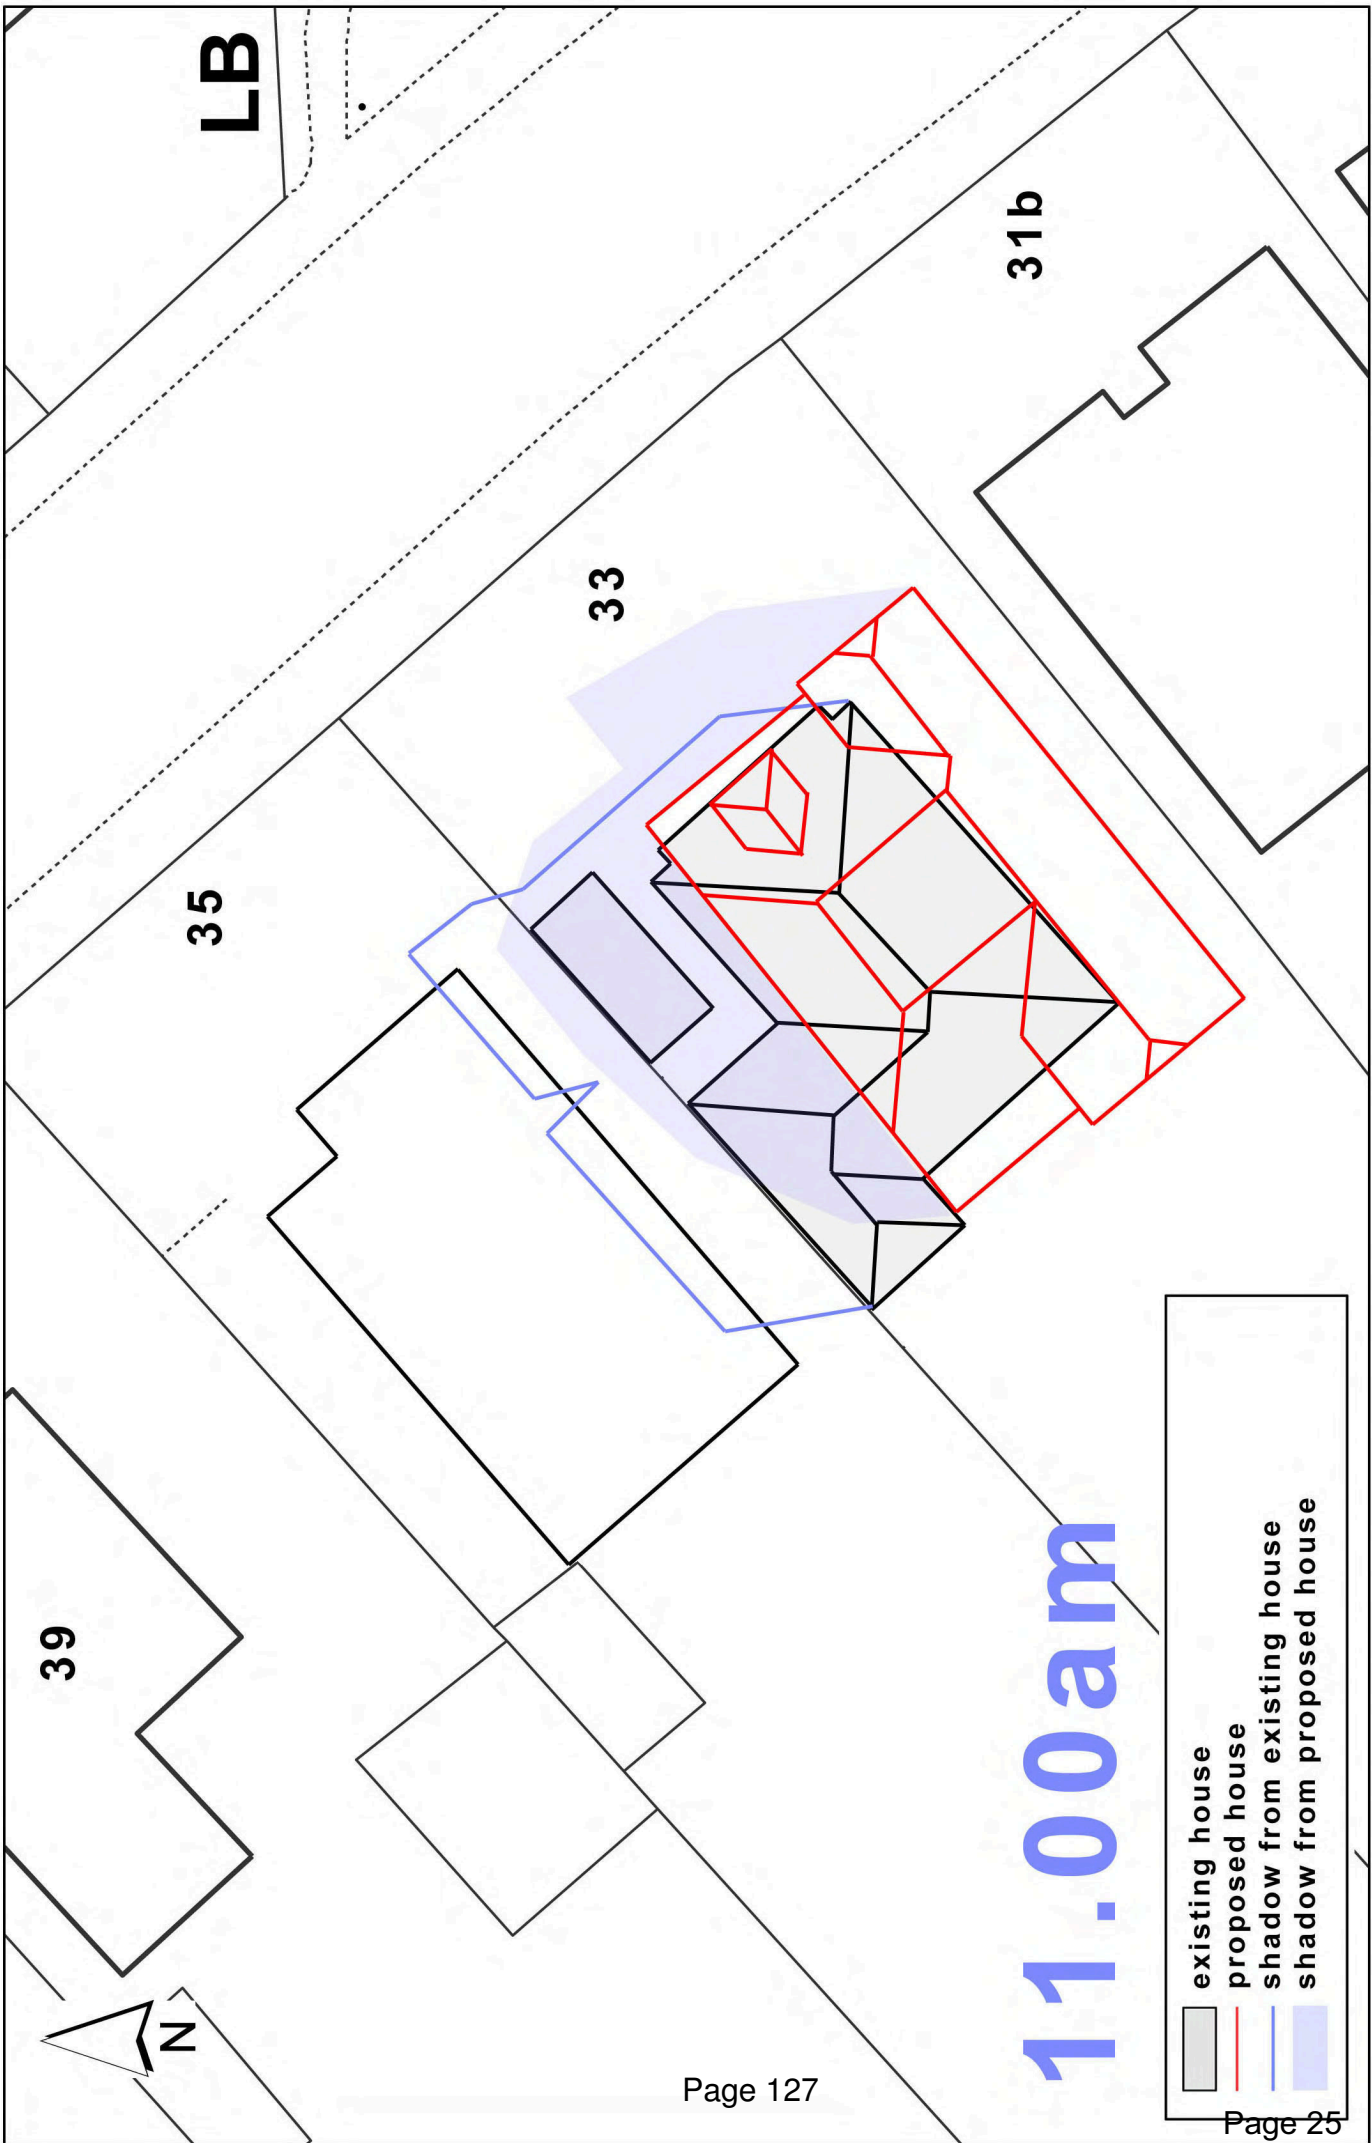 LB
31b
33
35
39
N
11.00am
existing house
proposed house
shadow from existing house
shadow from proposed house
Page 127
Page 25